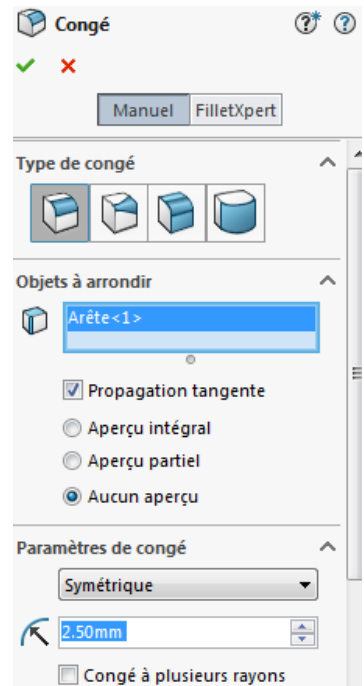 Congé
Manuel FilletXpert
Type de congé
Objets à arrondir
Arête<1>
Propagation tangente
Aperçu intégral
Aperçu partiel
Aucun aperçu
Paramètres de congé
Symétrique
2.50mm
Congé à plusieurs rayons